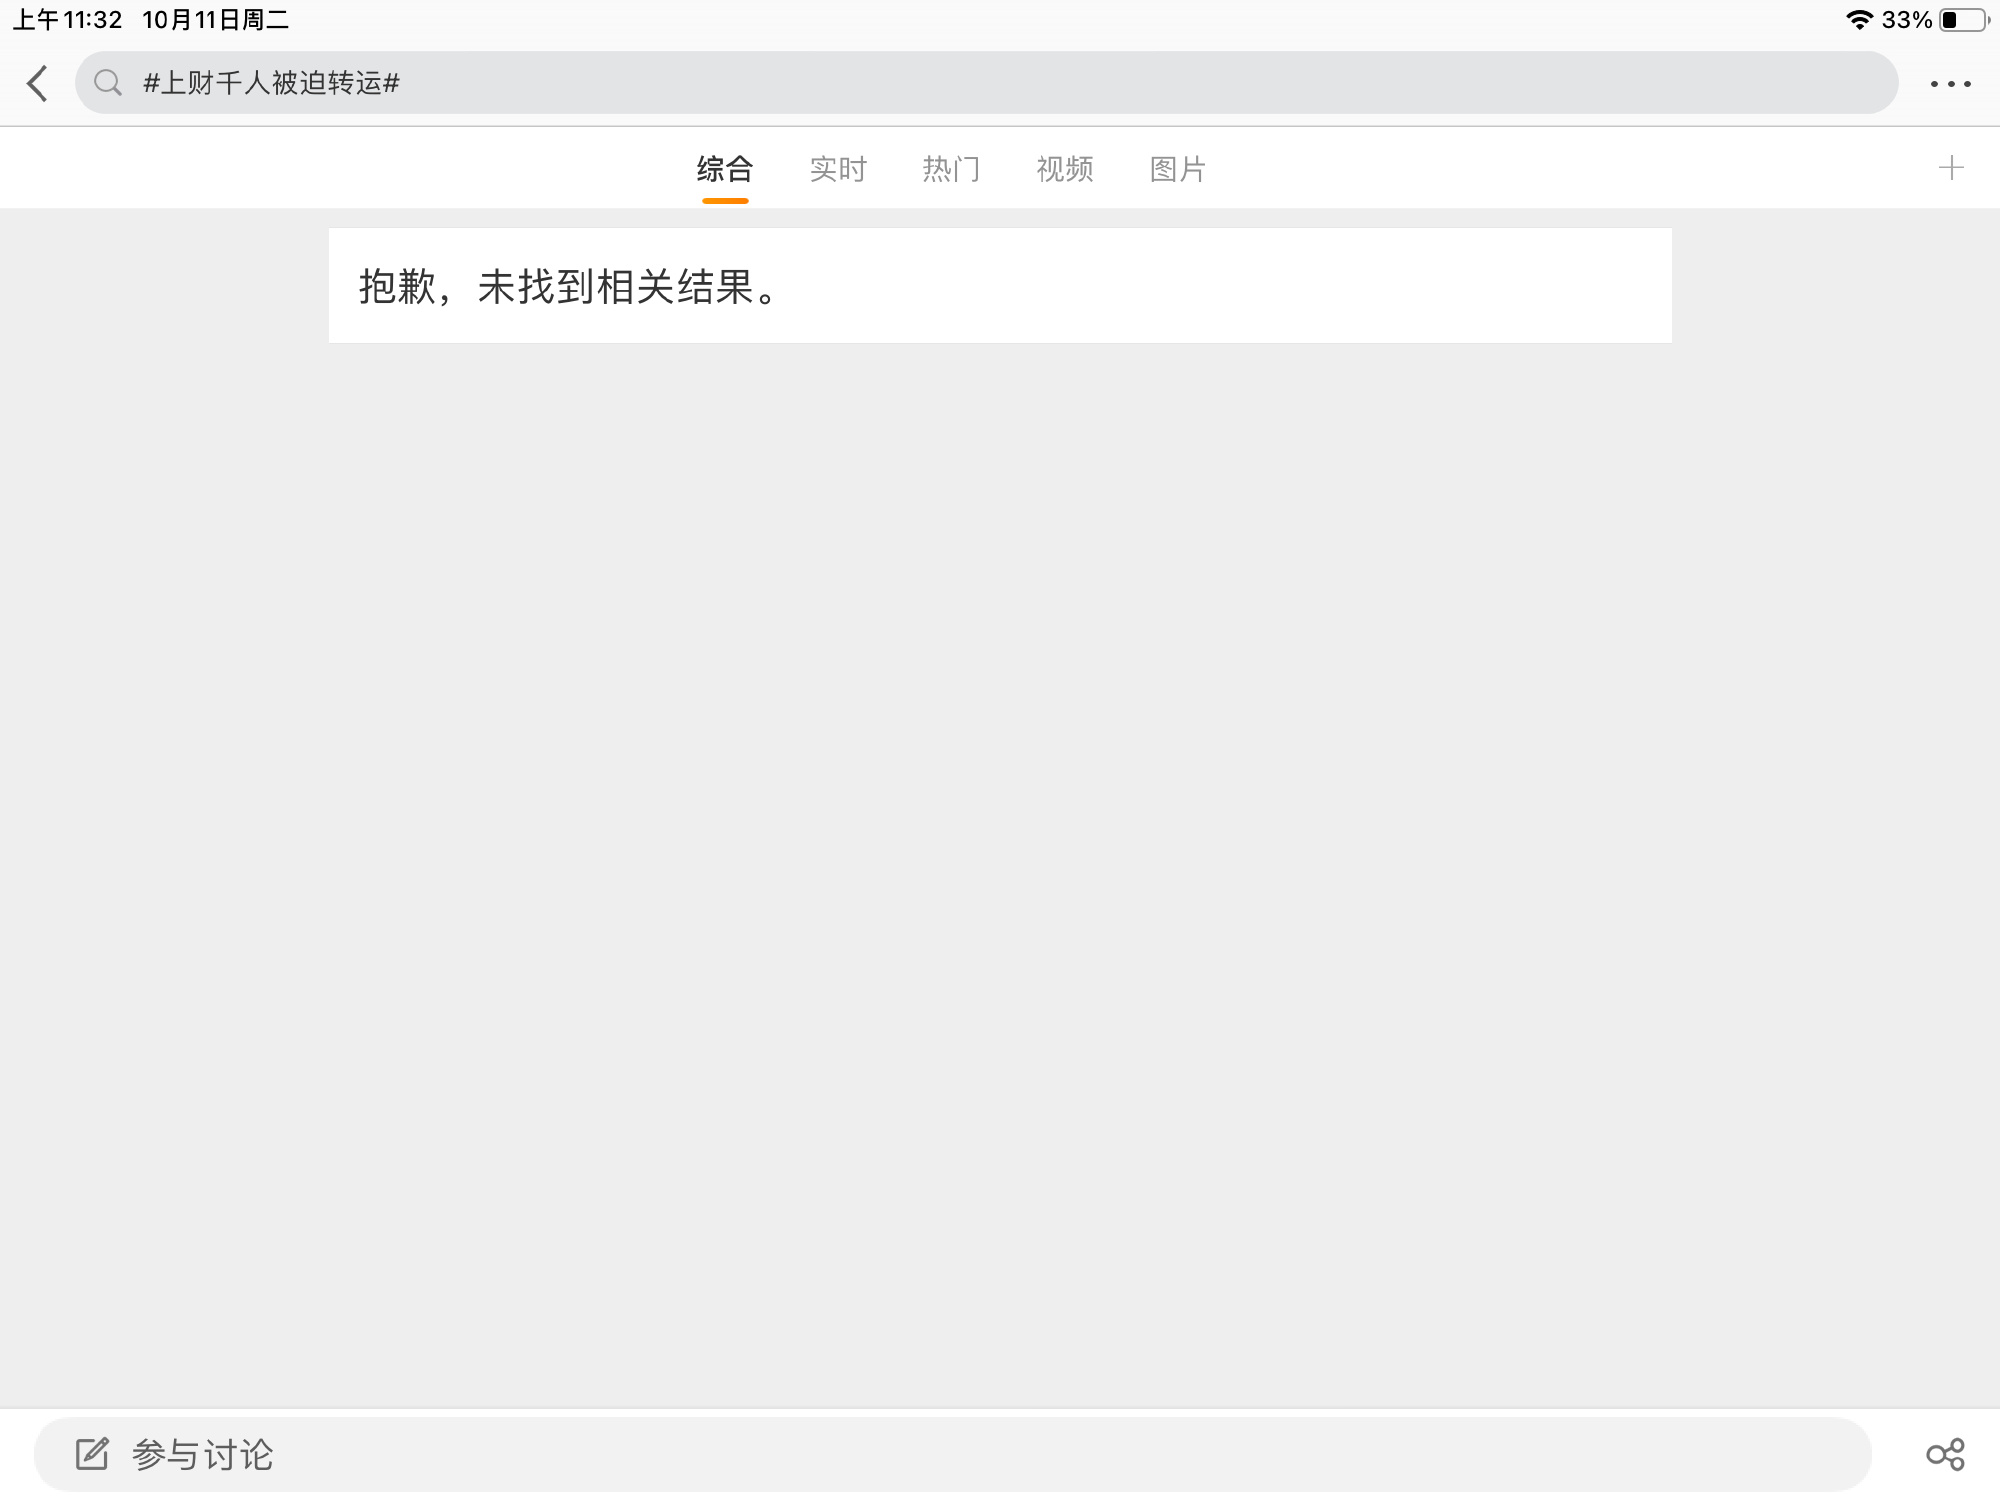 上午11:32 10月11日周二 33%
#上财千人被迫转运#
综合 实时 热门 视频 图片
抱歉，未找到相关结果。
参与讨论